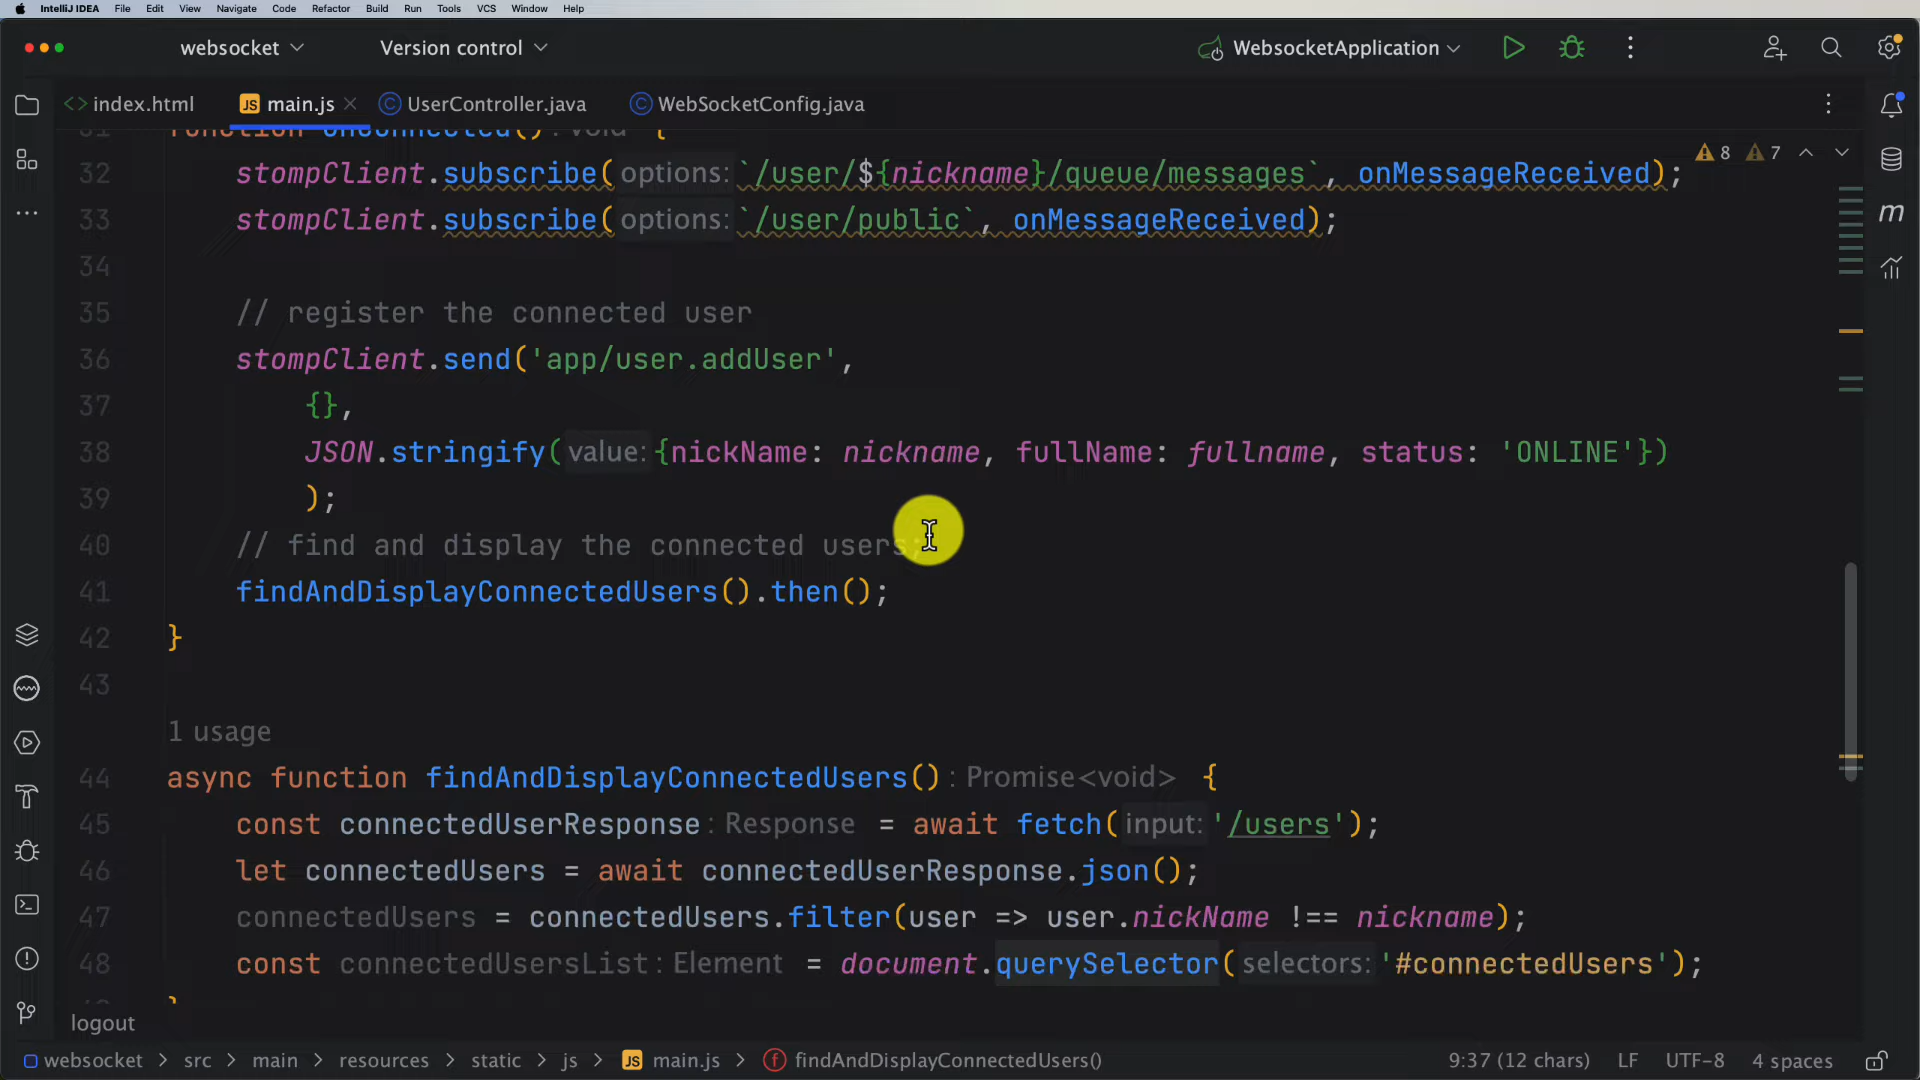 IntelliJ IDEA File Edit View Navigate Code Refactor Build Run Tools VCS Window Help
websocket Version control WebsocketApplication
<> index.html JS main.js UserController.java WebSocketConfig.java
31 function onConnected() : void {
8 7
32 stompClient.subscribe( options: `/user/${nickname}/queue/messages`, onMessageReceived);
33 stompClient.subscribe( options: `/user/public`, onMessageReceived);
34
35 // register the connected user
36 stompClient.send('app/user.addUser',
37 {},
38 JSON.stringify( value: {nickName: nickname, fullName: fullname, status: 'ONLINE'})
39 );
40 // find and display the connected users;
41 findAndDisplayConnectedUsers().then();
42 }
43
1 usage
44 async function findAndDisplayConnectedUsers() : Promise<void> {
45 const connectedUserResponse : Response = await fetch( input: '/users');
46 let connectedUsers = await connectedUserResponse.json();
47 connectedUsers = connectedUsers.filter(user => user.nickName !== nickname);
48 const connectedUsersList : Element = document.querySelector( selectors: '#connectedUsers');
}
logout
websocket > src > main > resources > static > js > JS main.js > f findAndDisplayConnectedUsers() 9:37 (12 chars) LF UTF-8 4 spaces